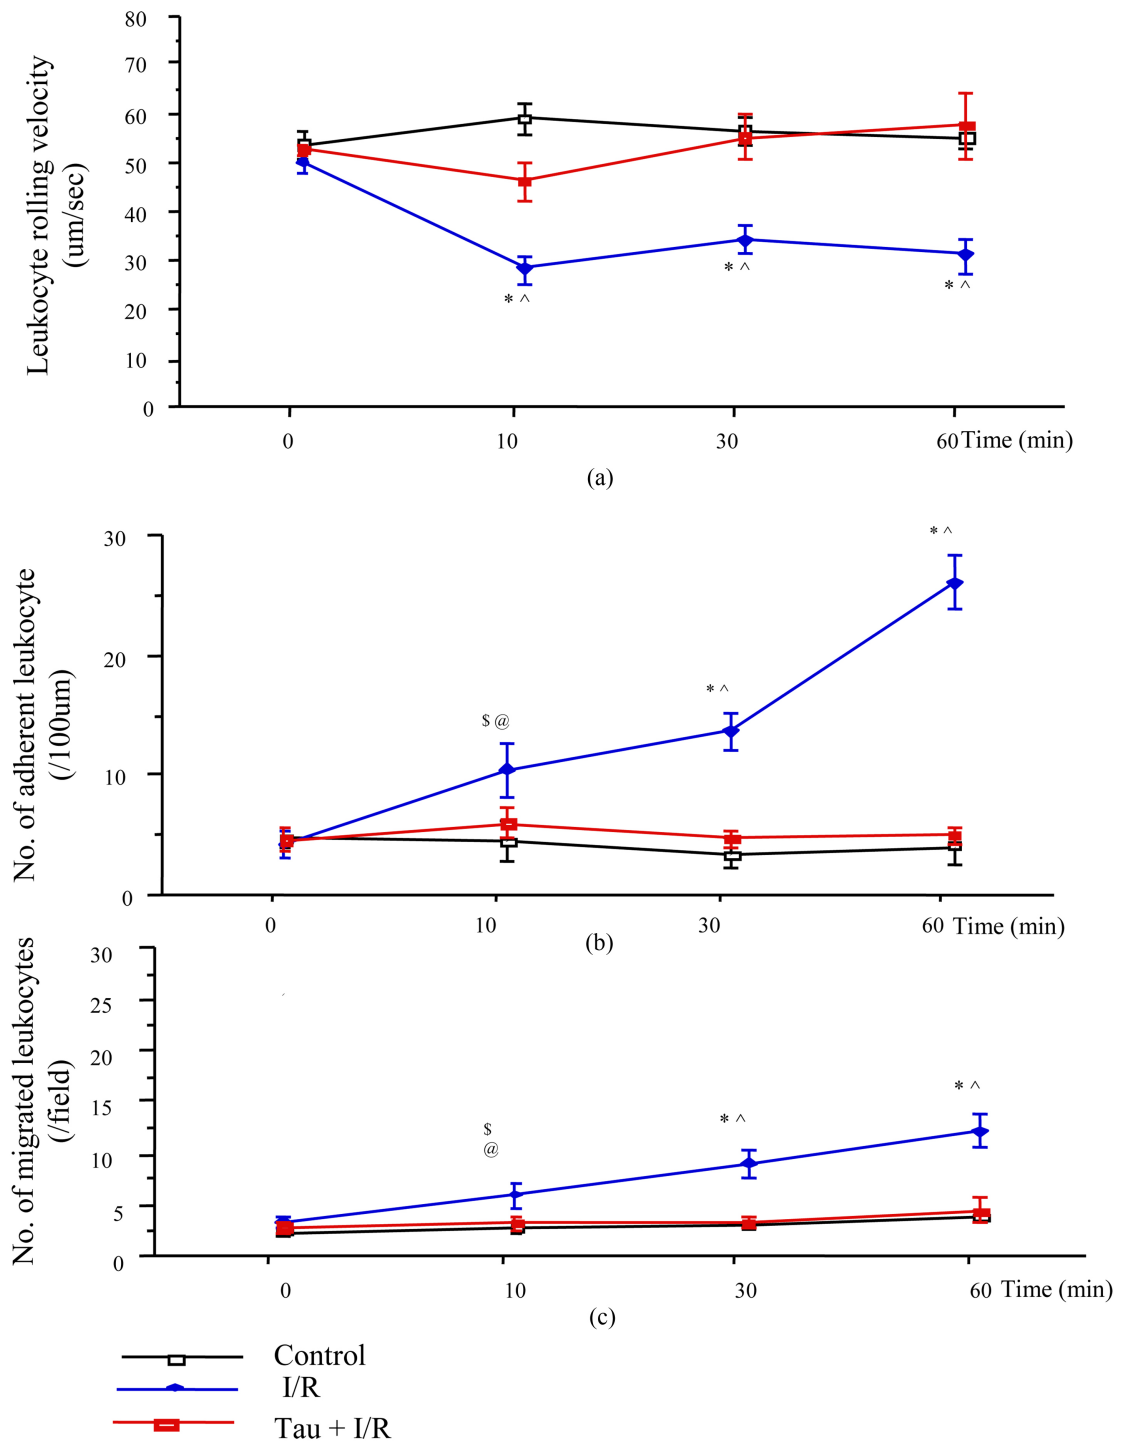 Leukocyte rolling velocity
(um/sec)
80
70
60
50
40
30
20
10
0
* ^
* ^
* ^
0 10 30 60 Time (min)
(a)
No. of adherent leukocyte
(/100um)
30
20
10
0
$ @
* ^
* ^
0 10 30 60 Time (min)
(b)
No. of migrated leukocytes
(/field)
30
25
20
15
10
5
0
$
@
* ^
* ^
0 10 30 60 Time (min)
(c)
Control
I/R
Tau + I/R